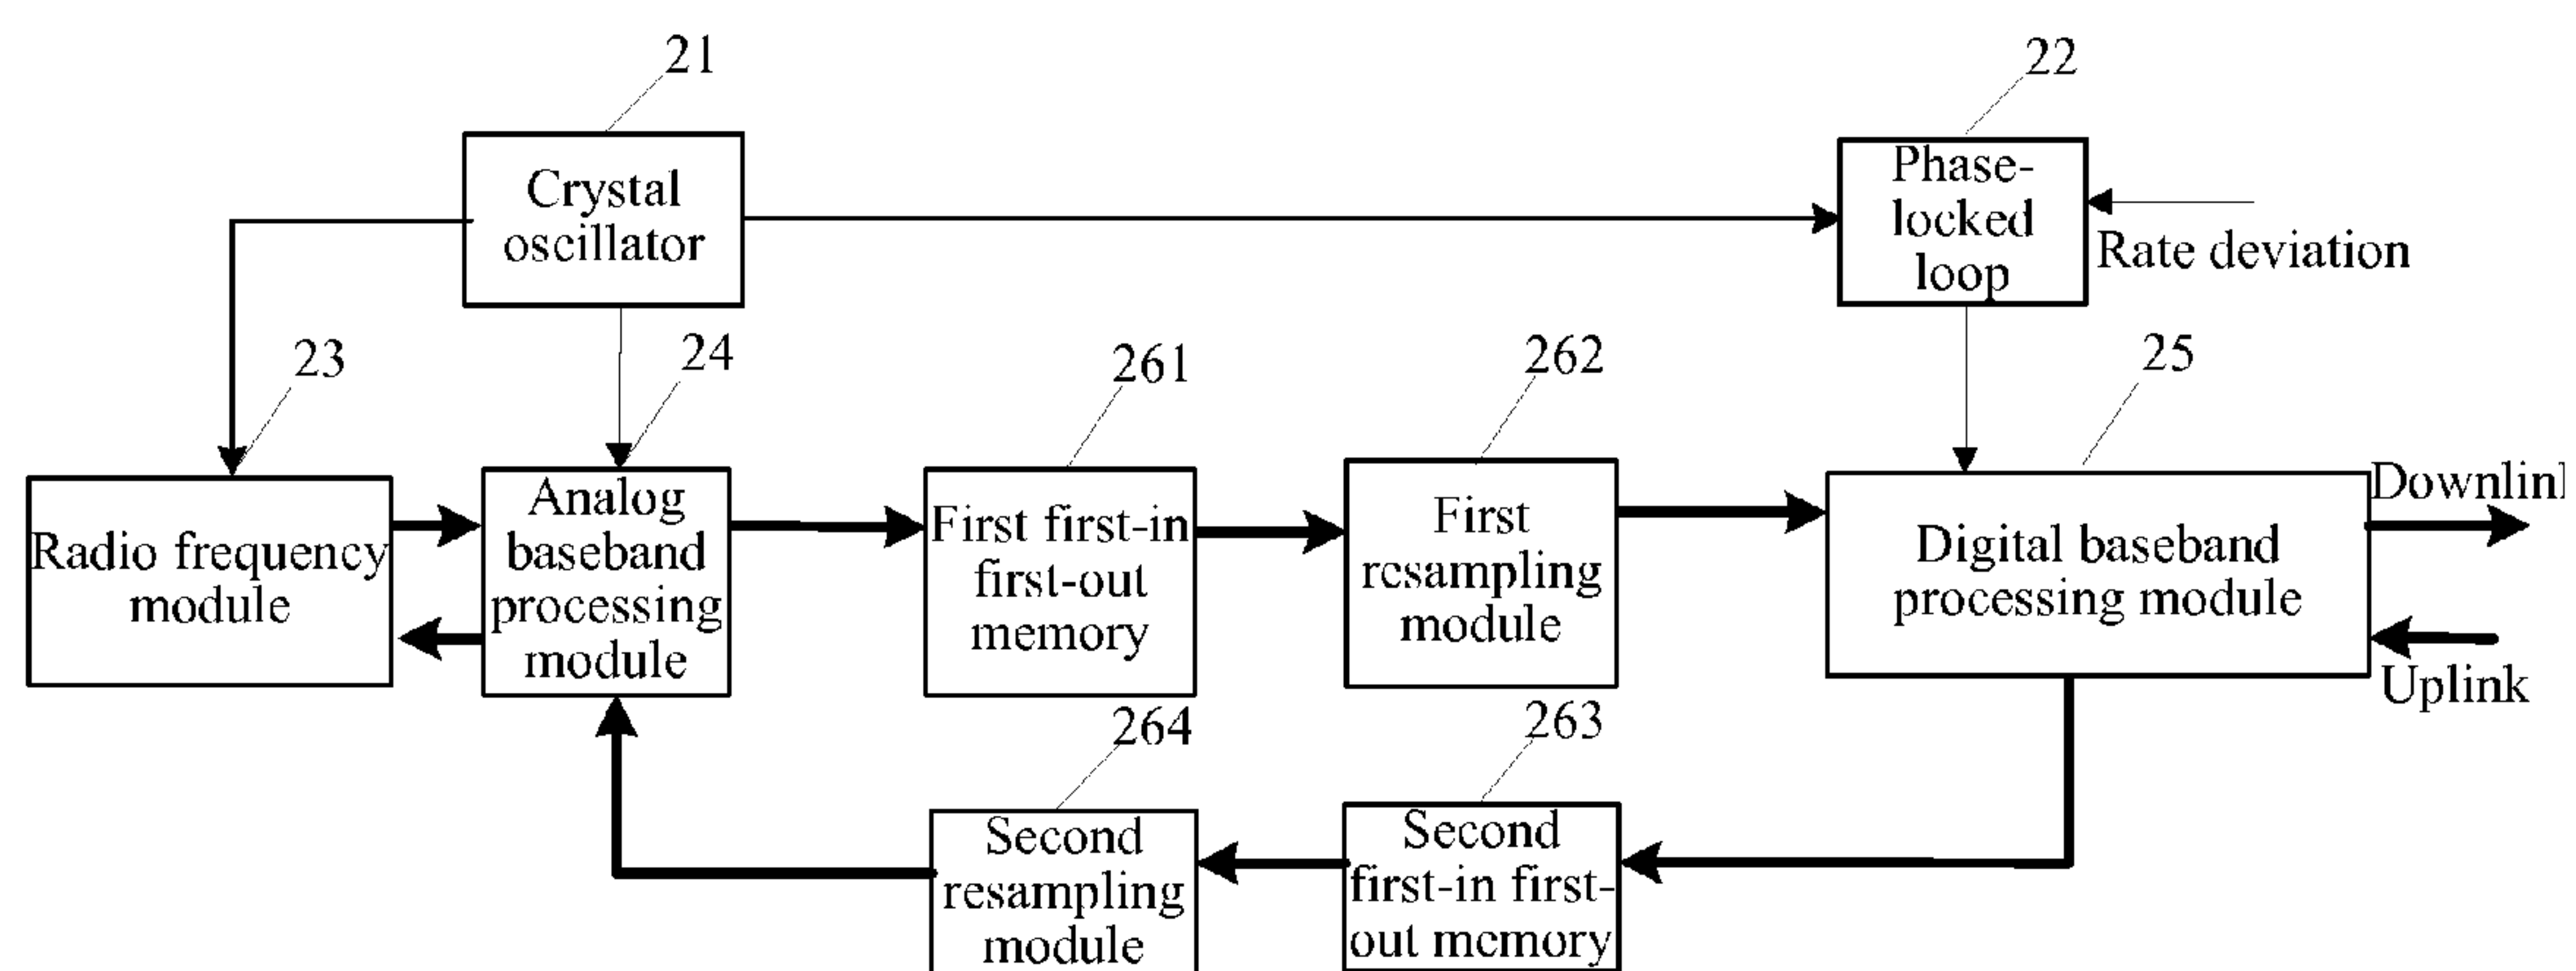 21
22
Crystal
oscillator
Phase-
locked
loop
Rate deviation
23
24
261
262
25
Radio frequency
module
Analog
baseband
processing
module
First first-in
first-out
memory
First
resampling
module
Digital baseband
processing module
Downlinl
Uplink
264
263
Second
resampling
module
Second
first-in first-
out memory